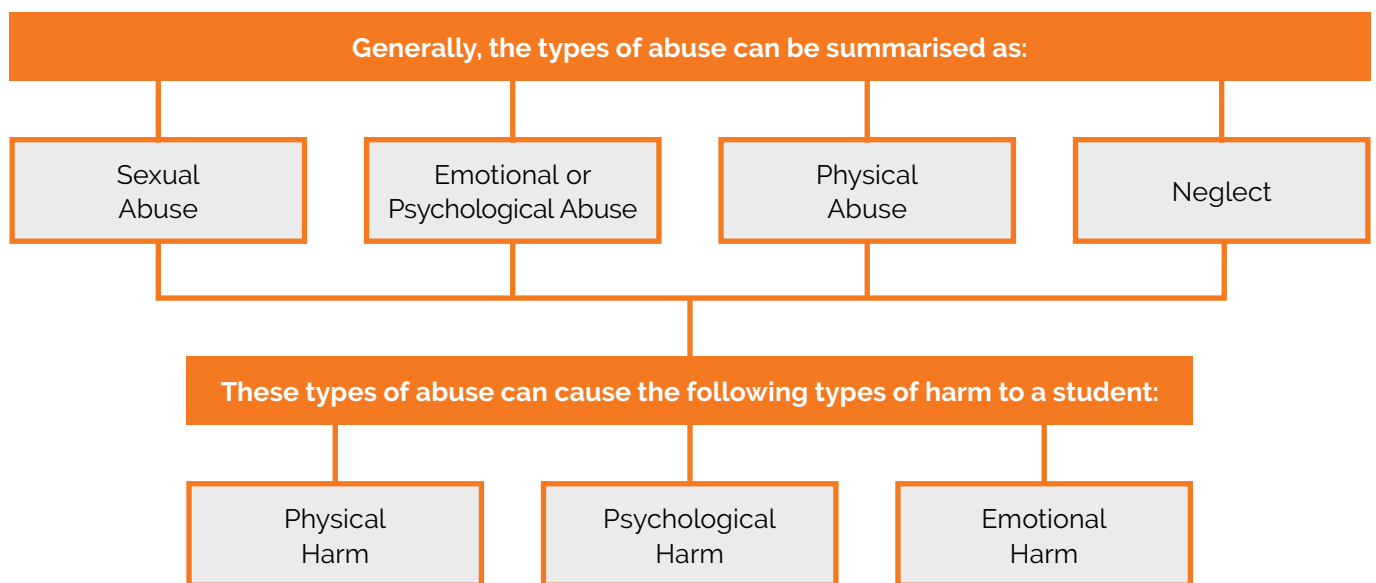 Generally, the types of abuse can be summarised as:
Sexual
Abuse
Emotional or
Psychological Abuse
Physical
Abuse
Neglect
These types of abuse can cause the following types of harm to a student:
Physical
Harm
Psychological
Harm
Emotional
Harm